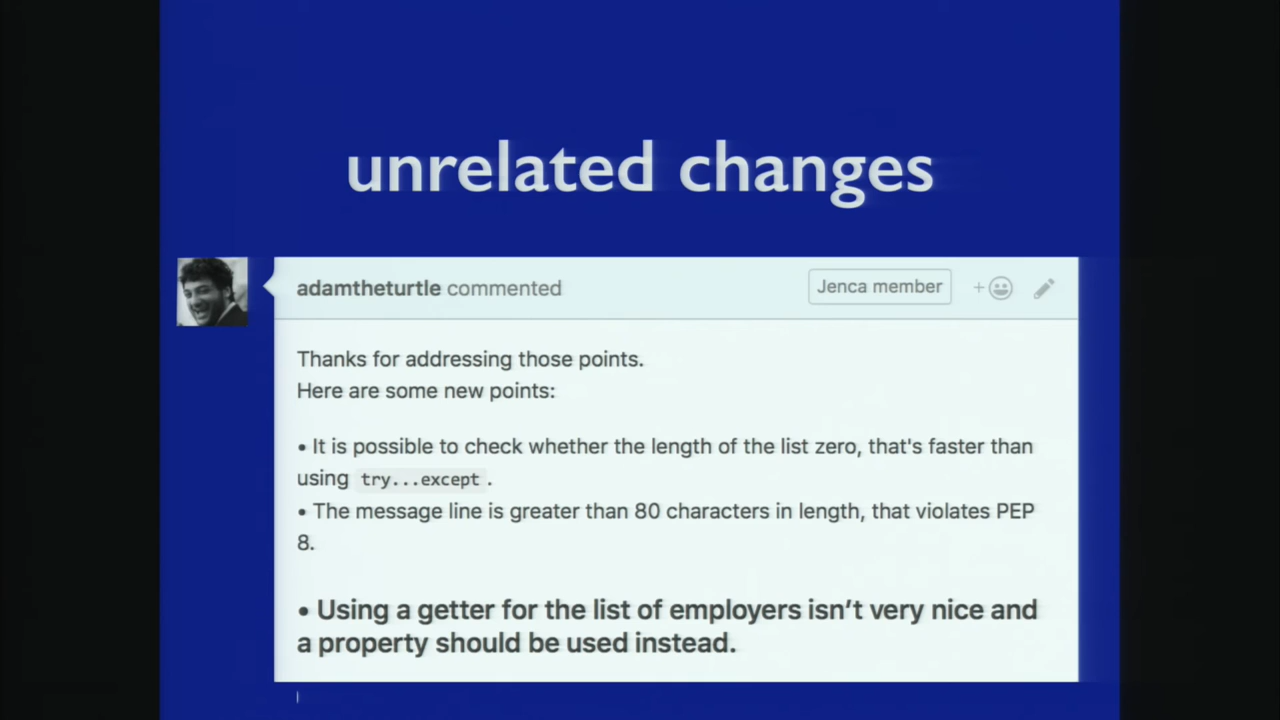 unrelated changes
adamtheturtle commented
Jenca member
Thanks for addressing those points.
Here are some new points:
• It is possible to check whether the length of the list zero, that's faster than
using try...except .
• The message line is greater than 80 characters in length, that violates PEP
8.
• Using a getter for the list of employers isn’t very nice and
a property should be used instead.